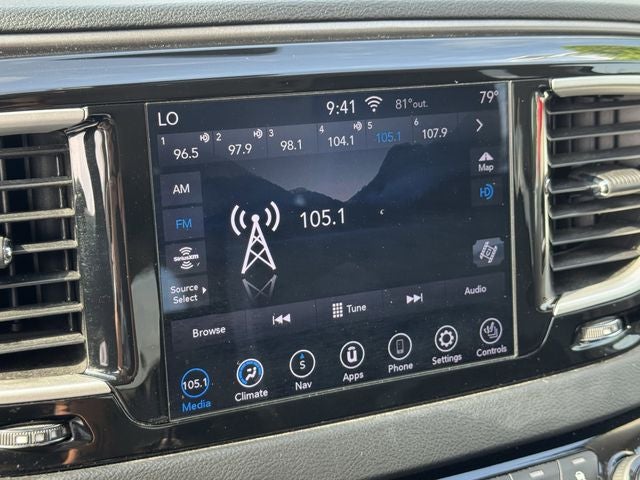 LO 9:41 81°out. 79°
1 96.5 2 97.9 3 98.1 4 104.1 5 105.1 6 107.9
Map
AM
FM
105.1
SiriusXM
Source
Select
Browse Tune Audio
105.1 S U
Media Climate Nav Apps Phone Settings Controls